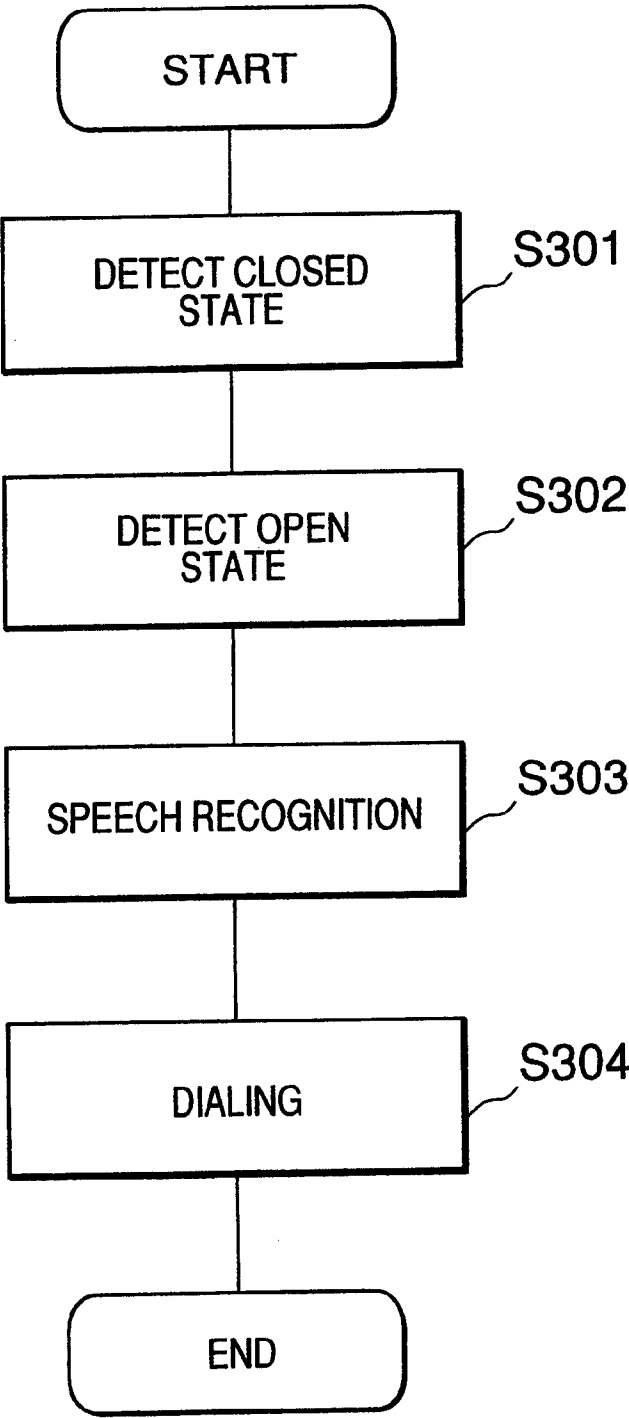 START
DETECT CLOSED
STATE
S301
DETECT OPEN
STATE
S302
SPEECH RECOGNITION
S303
DIALING
S304
END